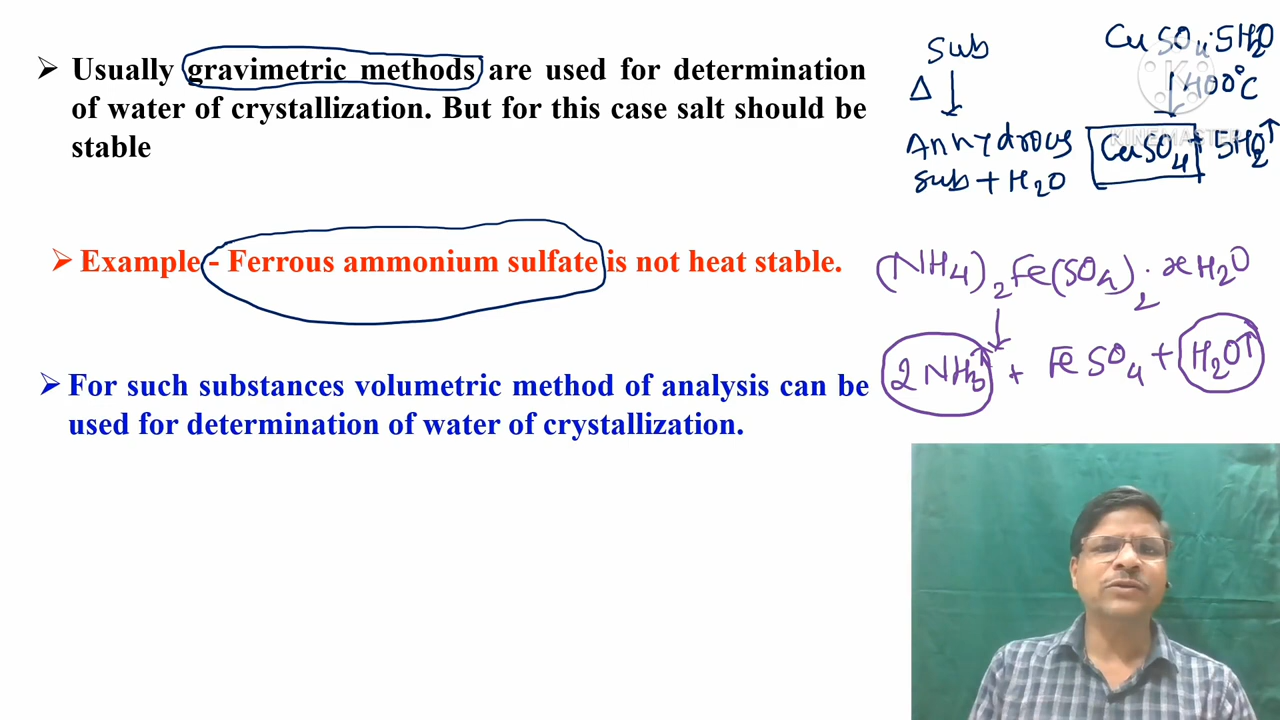 Usually gravimetric methods are used for determination
of water of crystallization. But for this case salt should be
stable
Sub
Δ ↓
Anhydrous
sub + H2O
CuSO4·5H2O
↓ 400°C
CuSO4 + 5H2O↑
KINEMASTER
Example - Ferrous ammonium sulfate is not heat stable.
(NH4)2Fe(SO4)2·xH2O
↓
2NH3↑ + FeSO4 + H2O↑
For such substances volumetric method of analysis can be
used for determination of water of crystallization.